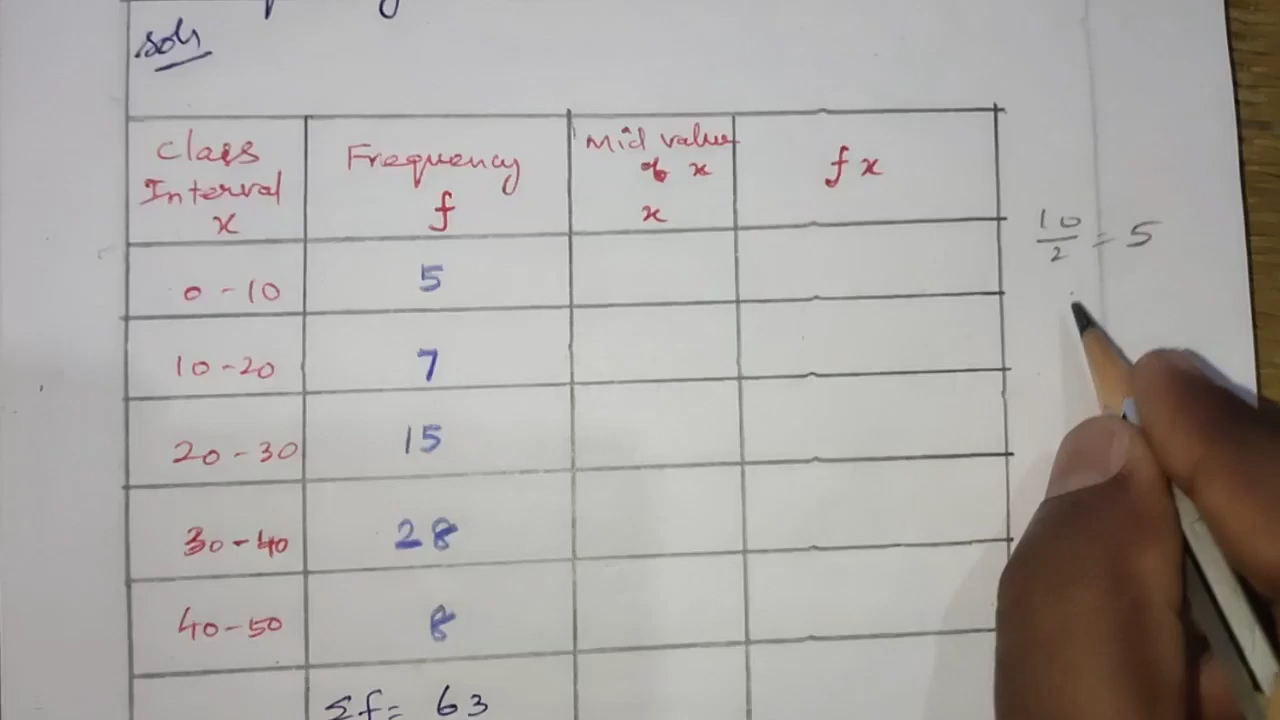 Soln
Class Interval x Frequency f Mid value of x x f x
0-10 5
10-20 7
20-30 15
30-40 28
40-50 8
Σf= 63
10/2 = 5